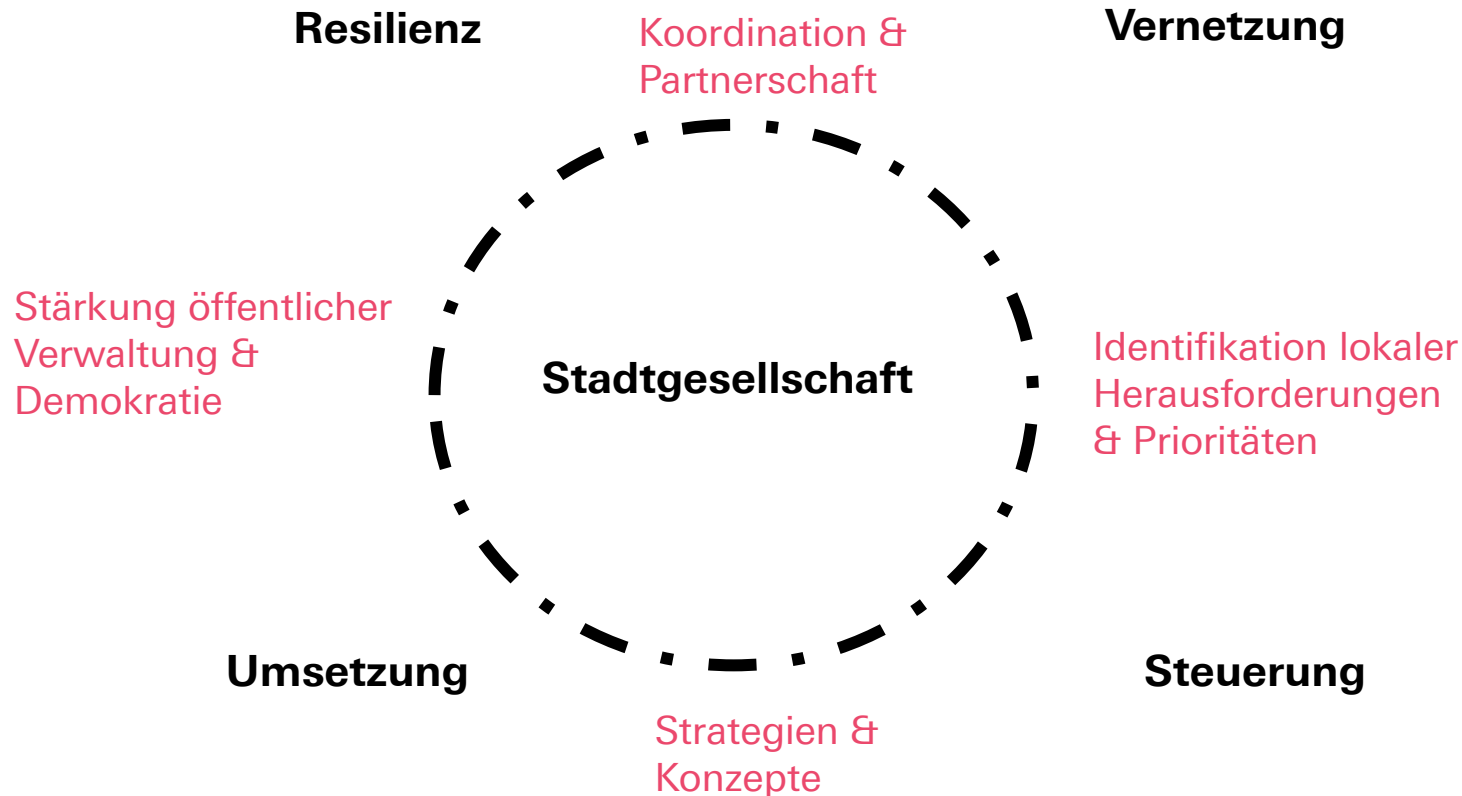 Resilienz
Koordination &
Partnerschaft
Vernetzung
Stärkung öffentlicher
Verwaltung &
Demokratie
Stadtgesellschaft
Identifikation lokaler
Herausforderungen
& Prioritäten
Umsetzung
Steuerung
Strategien &
Konzepte